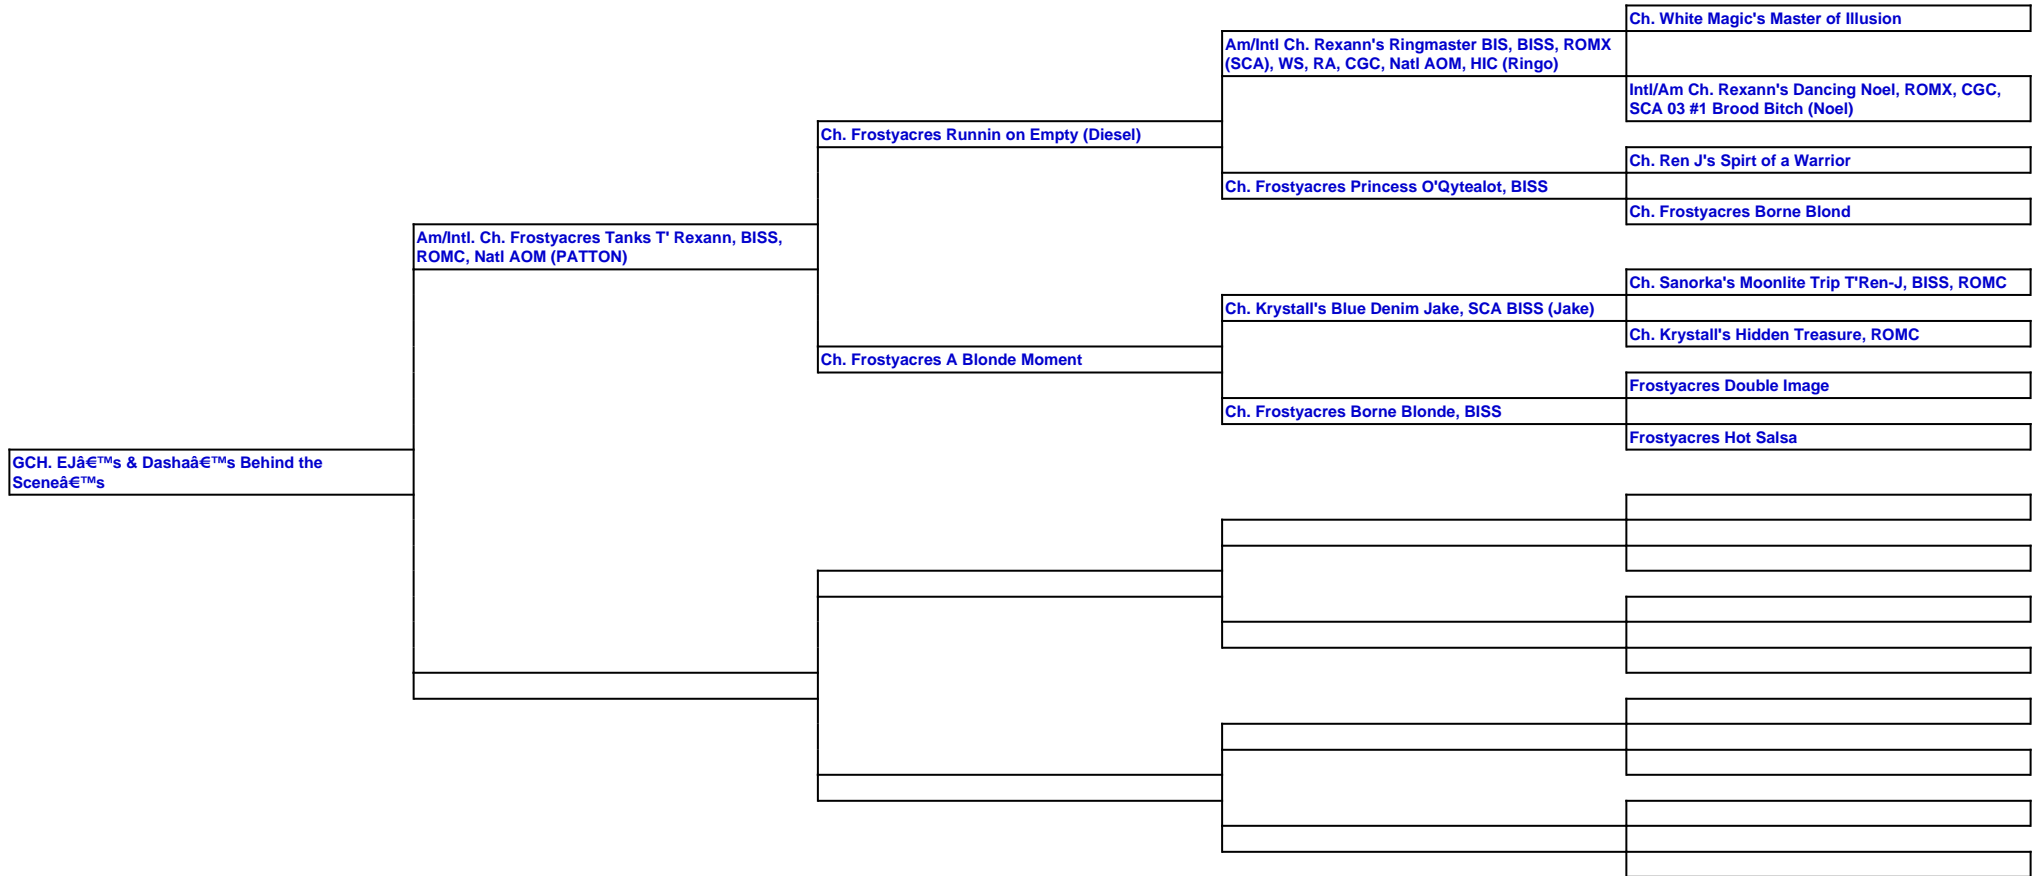 Ch. White Magic's Master of Illusion
Am/Intl Ch. Rexann's Ringmaster BIS, BISS, ROMX
(SCA), WS, RA, CGC, Natl AOM, HIC (Ringo)
Intl/Am Ch. Rexann's Dancing Noel, ROMX, CGC,
SCA 03 #1 Brood Bitch (Noel)
Ch. Frostyacres Runnin on Empty (Diesel)
Ch. Ren J's Spirt of a Warrior
Ch. Frostyacres Princess O'Qytealot, BISS
Ch. Frostyacres Borne Blond
Am/Intl. Ch. Frostyacres Tanks T' Rexann, BISS,
ROMC, Natl AOM (PATTON)
Ch. Sanorka's Moonlite Trip T'Ren-J, BISS, ROMC
Ch. Krystall's Blue Denim Jake, SCA BISS (Jake)
Ch. Krystall's Hidden Treasure, ROMC
Ch. Frostyacres A Blonde Moment
Frostyacres Double Image
Ch. Frostyacres Borne Blonde, BISS
Frostyacres Hot Salsa
GCH. EJâ€™s & Dashaâ€™s Behind the
Sceneâ€™s